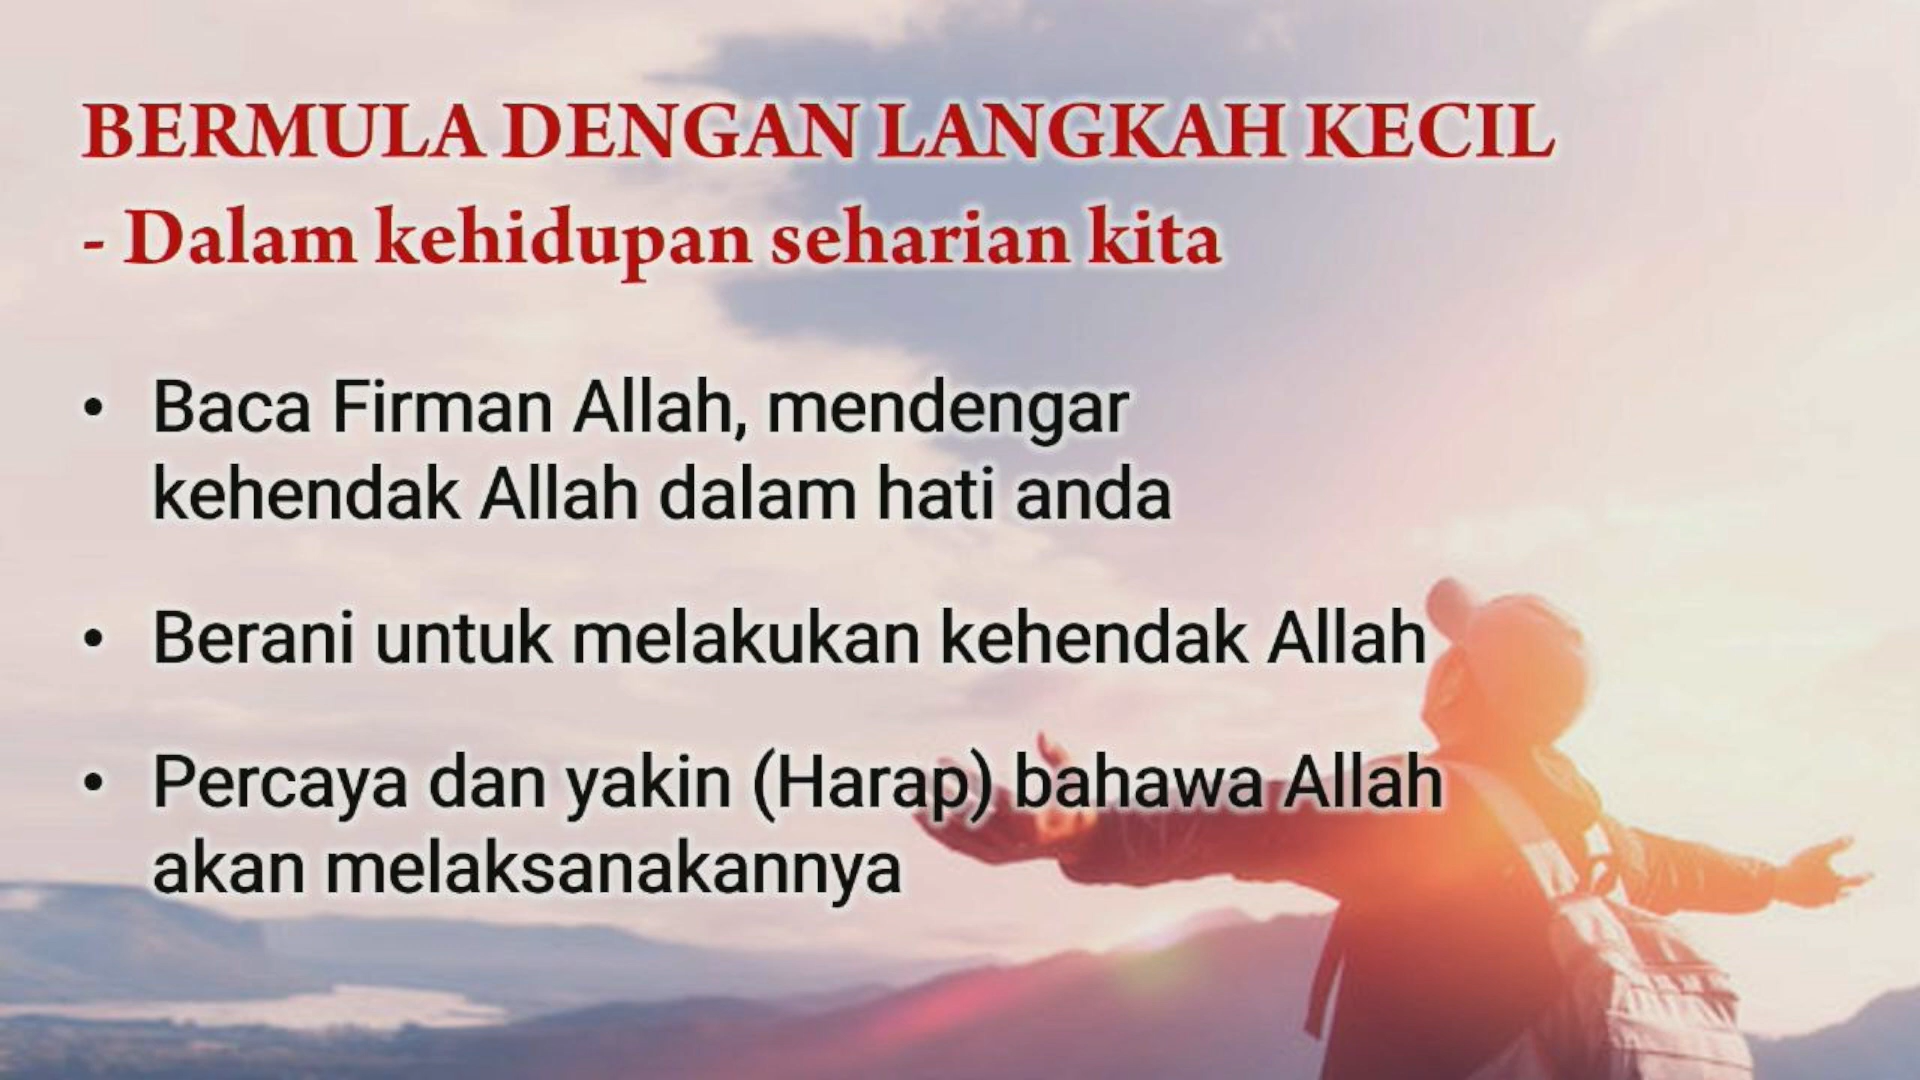 BERMULA DENGAN LANGKAH KECIL
- Dalam kehidupan seharian kita
• Baca Firman Allah, mendengar
kehendak Allah dalam hati anda
• Berani untuk melakukan kehendak Allah
• Percaya dan yakin (Harap) bahawa Allah
akan melaksanakannya